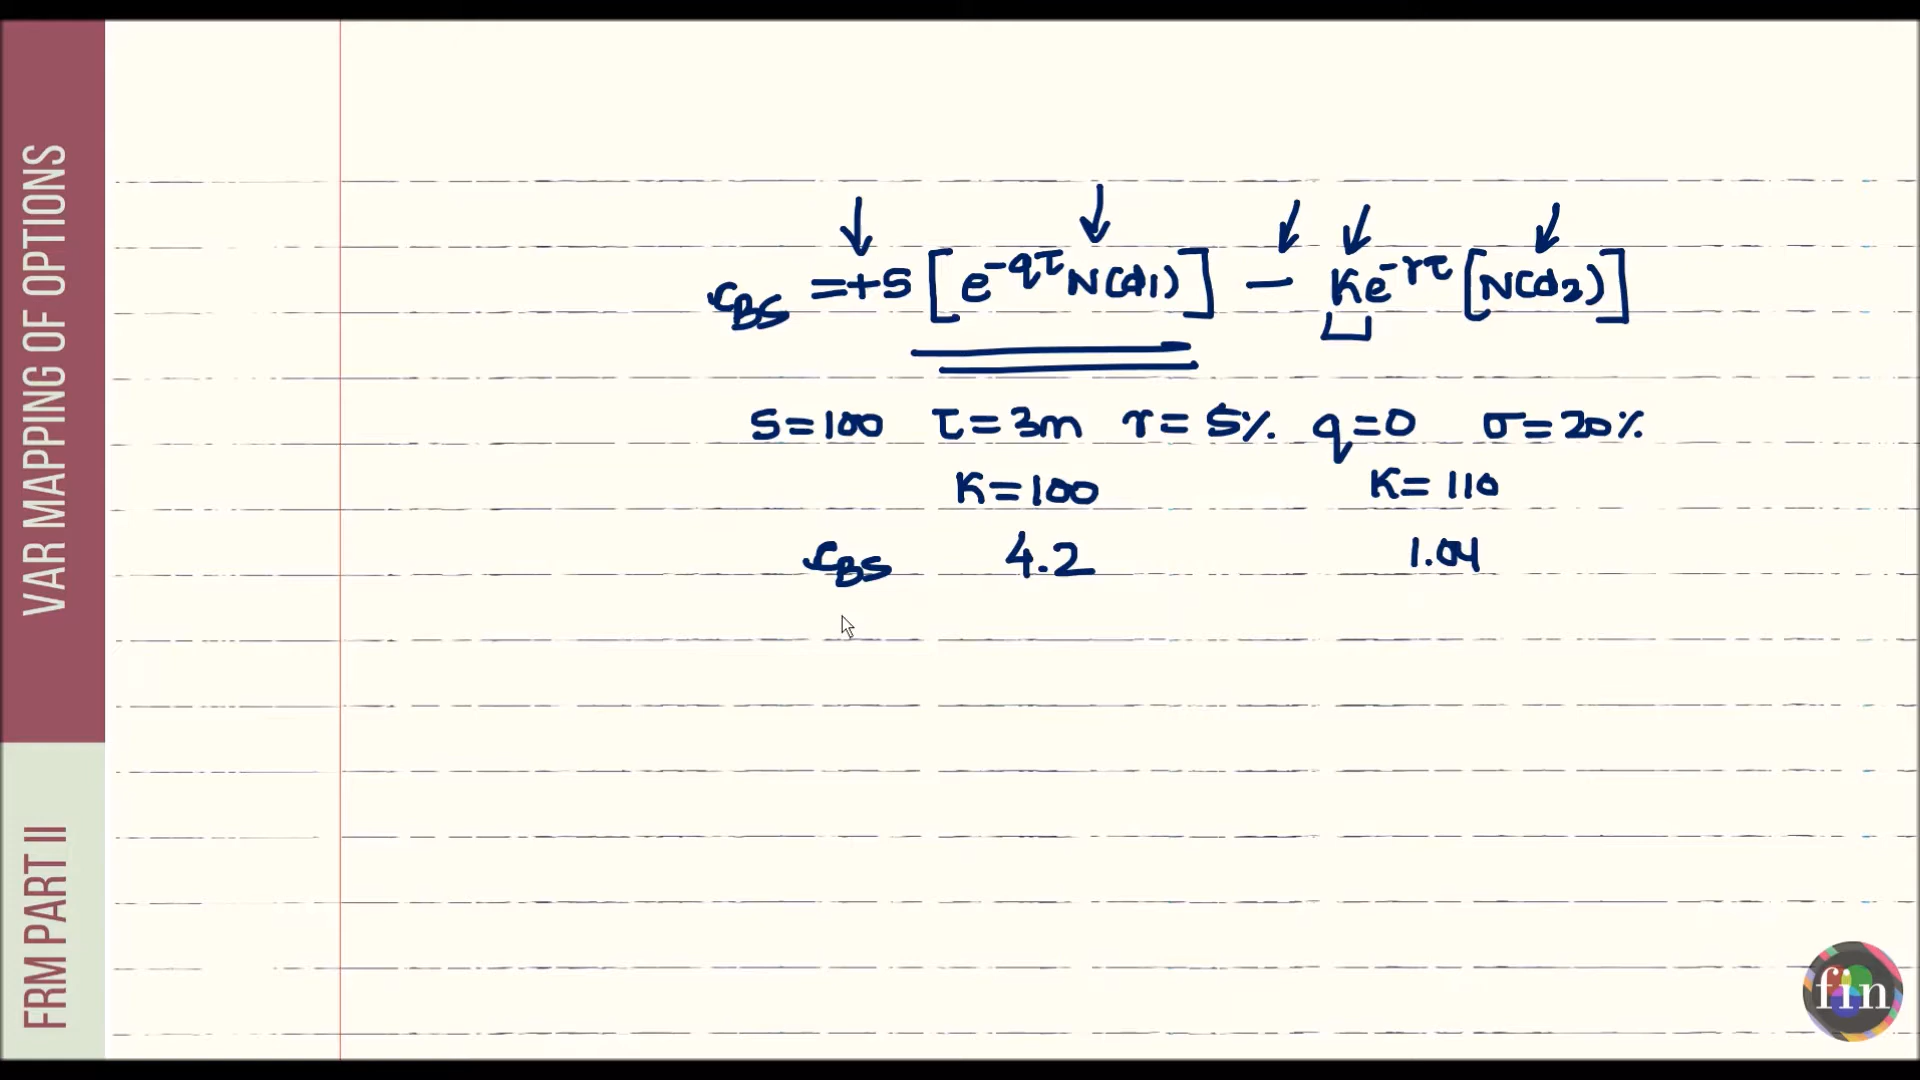 VAR MAPPING OF OPTIONS
FRM PART II
c_BS = +S [e^-qτ N(d1)] - Ke^-rτ [N(d2)]
S=100 τ=3m r=5% q=0 σ=20%
K=100 K=110
c_BS 4.2 1.04
fin